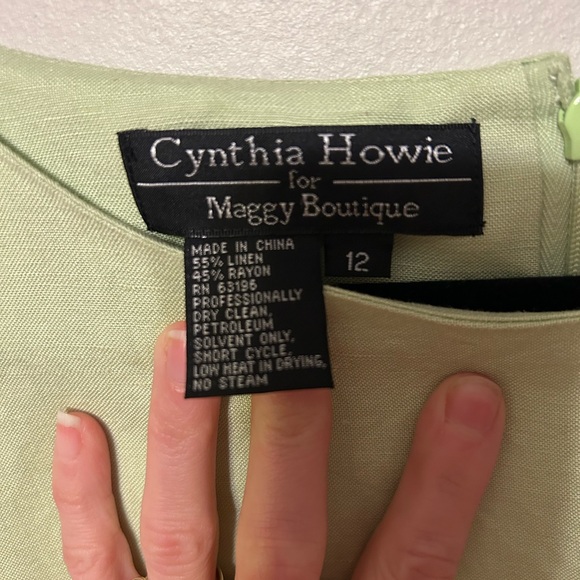 Cynthia Howie
for
Maggy Boutique
12
MADE IN CHINA
55% LINEN
45% RAYON
RN 63196
PROFESSIONALLY
DRY CLEAN,
PETROLEUM
SOLVENT ONLY,
SHORT CYCLE,
LOW HEAT IN DRYING,
NO STEAM